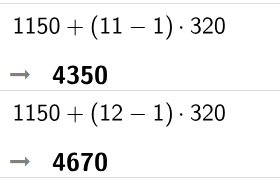 1150 + (11 − 1) · 320
→ 4350
1150 + (12 − 1) · 320
→ 4670